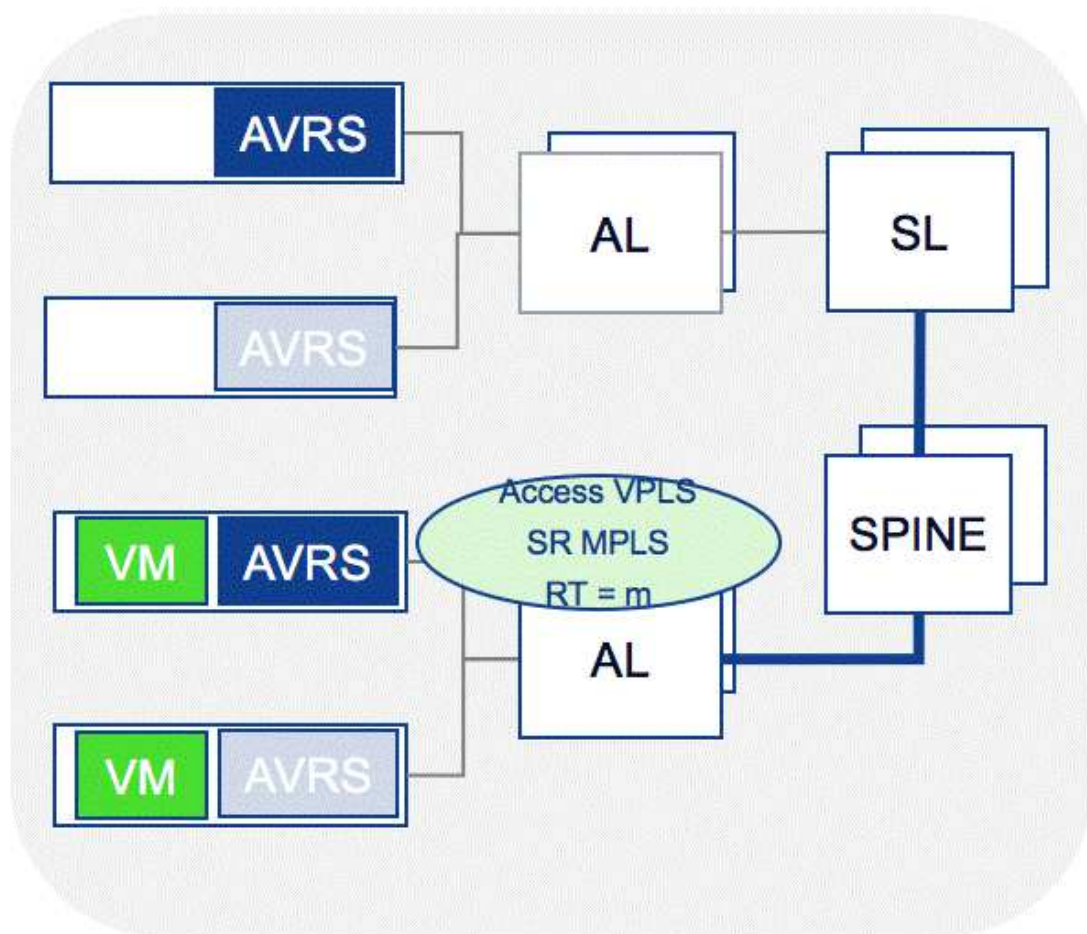 AVRS
AL
SL
AVRS
Access VPLS
SR MPLS
RT = m
SPINE
VM AVRS
AL
VM AVRS